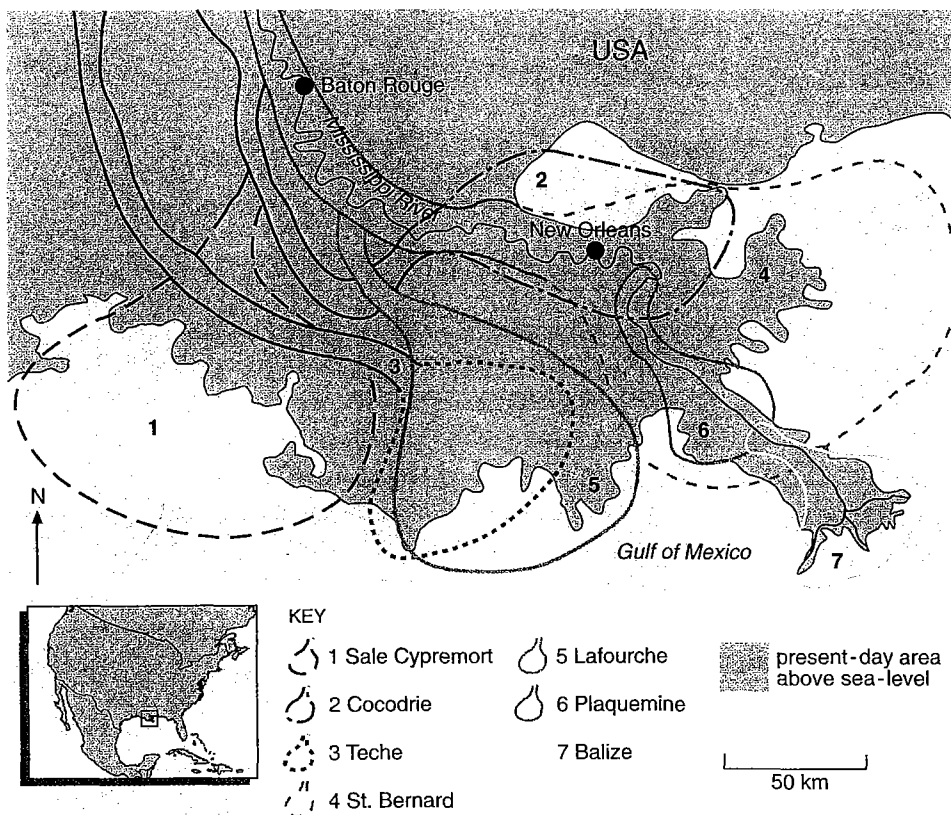 USA
Baton Rouge
Mississippi River
2
New Orleans
4
3
1
6
5
N
Gulf of Mexico
7
KEY
1 Sale Cypremort
2 Cocodrie
3 Teche
4 St. Bernard
5 Lafourche
6 Plaquemine
7 Balize
present-day area
above sea-level
50 km